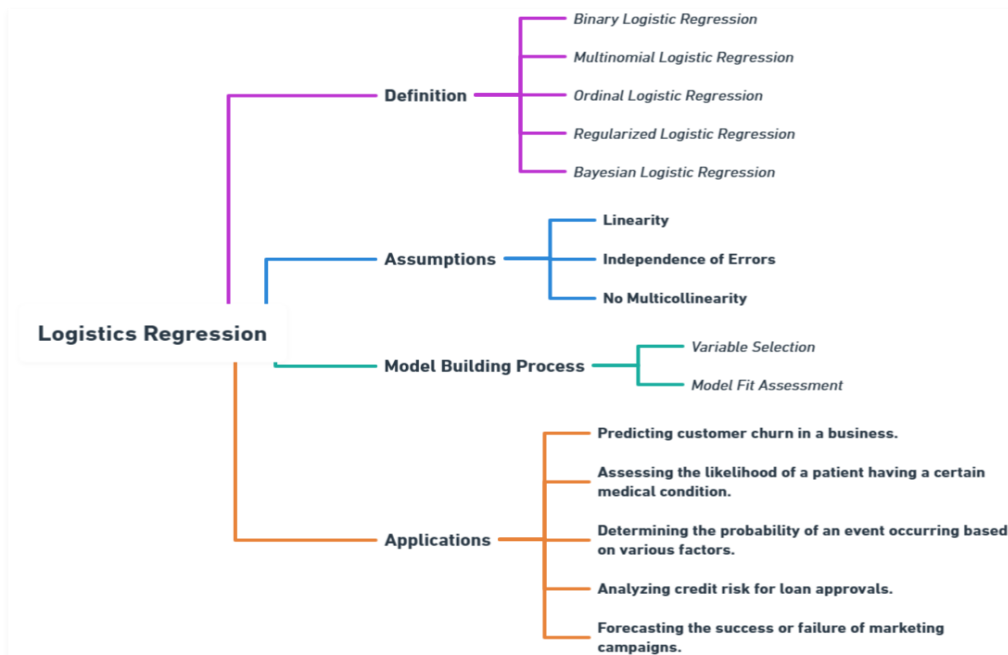 Logistics Regression
Definition
Binary Logistic Regression
Multinomial Logistic Regression
Ordinal Logistic Regression
Regularized Logistic Regression
Bayesian Logistic Regression
Assumptions
Linearity
Independence of Errors
No Multicollinearity
Model Building Process
Variable Selection
Model Fit Assessment
Applications
Predicting customer churn in a business.
Assessing the likelihood of a patient having a certain
medical condition.
Determining the probability of an event occurring based
on various factors.
Analyzing credit risk for loan approvals.
Forecasting the success or failure of marketing
campaigns.